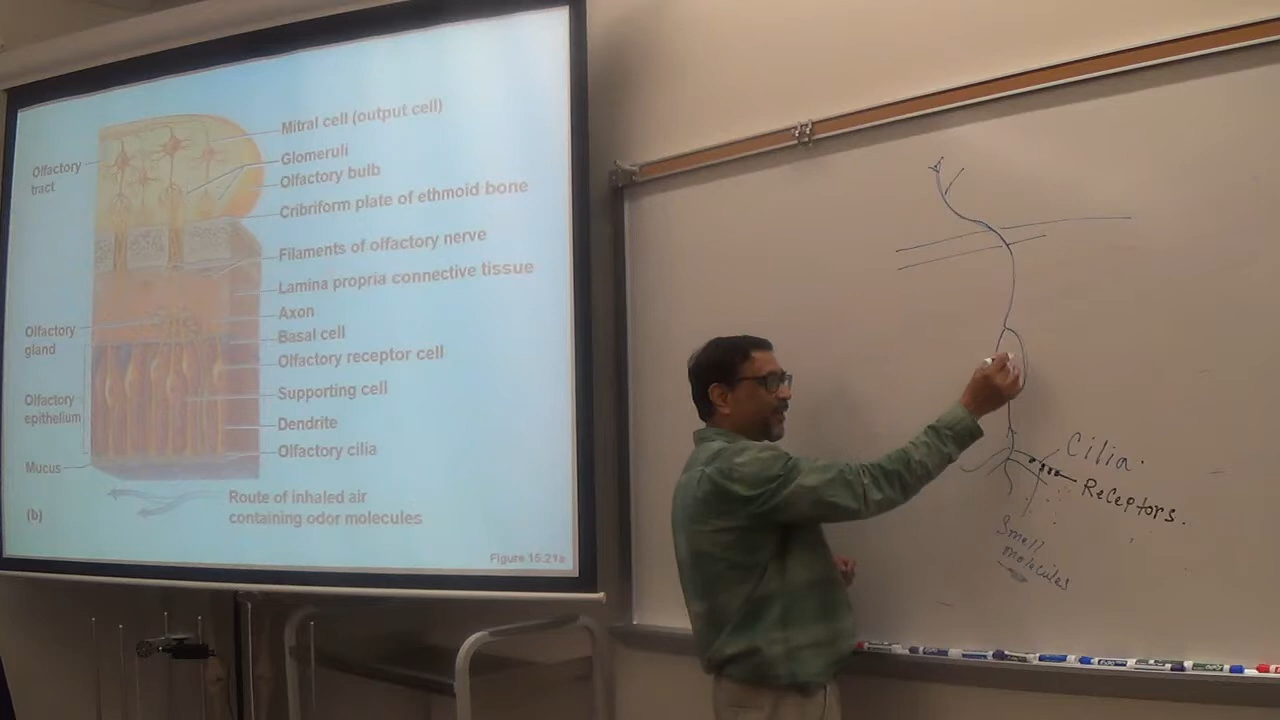 Mitral cell (output cell)
Olfactory
tract
Glomeruli
Olfactory bulb
Cribriform plate of ethmoid bone
Filaments of olfactory nerve
Lamina propria connective tissue
Axon
Olfactory
gland
Basal cell
Olfactory receptor cell
Supporting cell
Olfactory
epithelium
Dendrite
Olfactory cilia
Mucus
Route of inhaled air
containing odor molecules
(b)
Figure 15.21a
Cilia.
Receptors.
Smell
molecules